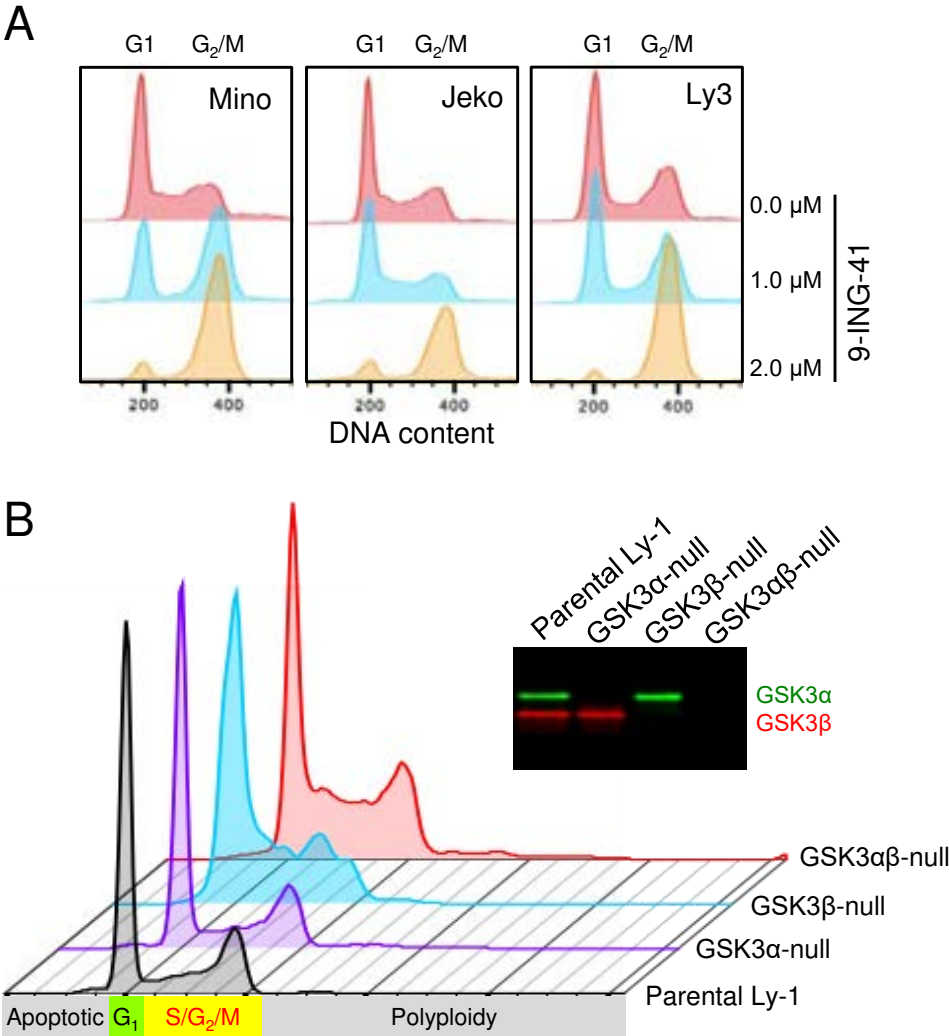 A
G1 G₂/M G1 G₂/M G1 G₂/M
Mino Jeko Ly3
0.0 µM
1.0 µM
2.0 µM
9-ING-41
200 400 200 400 200 400
DNA content
B
Parental Ly-1
GSK3α-null
GSK3β-null
GSK3αβ-null
GSK3α
GSK3β
GSK3αβ-null
GSK3β-null
GSK3α-null
Parental Ly-1
Apoptotic G₁ S/G₂/M Polyploidy